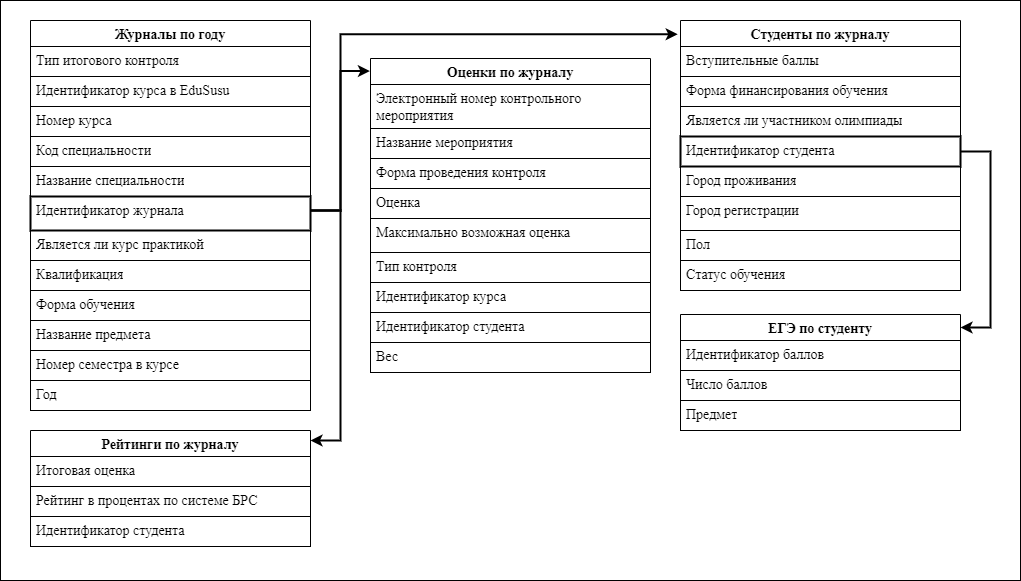 Журналы по году
Тип итогового контроля
Идентификатор курса в EduSusu
Номер курса
Код специальности
Название специальности
Идентификатор журнала
Является ли курс практикой
Квалификация
Форма обучения
Название предмета
Номер семестра в курсе
Год
Рейтинги по журналу
Итоговая оценка
Рейтинг в процентах по системе БРС
Идентификатор студента
Оценки по журналу
Электронный номер контрольного
мероприятия
Название мероприятия
Форма проведения контроля
Оценка
Максимально возможная оценка
Тип контроля
Идентификатор курса
Идентификатор студента
Вес
Студенты по журналу
Вступительные баллы
Форма финансирования обучения
Является ли участником олимпиады
Идентификатор студента
Город проживания
Город регистрации
Пол
Статус обучения
ЕГЭ по студенту
Идентификатор баллов
Число баллов
Предмет